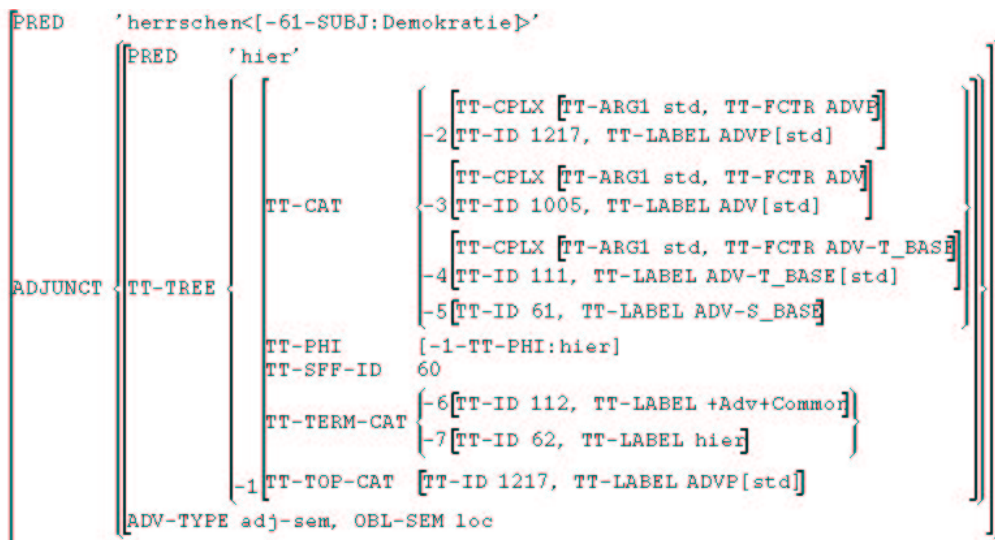 PRED 'herrschen<[-61-SUBJ:Demokratie]>'
PRED 'hier'
TT-CPLX [TT-ARG1 std, TT-FCTR ADVP]
-2 TT-ID 1217, TT-LABEL ADVP[std]
TT-CPLX [TT-ARG1 std, TT-FCTR ADV]
TT-CAT -3 TT-ID 1005, TT-LABEL ADV[std]
TT-CPLX [TT-ARG1 std, TT-FCTR ADV-T_BASE]
-4 TT-ID 111, TT-LABEL ADV-T_BASE[std]
ADJUNCT TT-TREE
-5 [TT-ID 61, TT-LABEL ADV-S_BASE]
TT-PHI [-1-TT-PHI:hier]
TT-SFF-ID 60
-6 [TT-ID 112, TT-LABEL +Adv+Common]
TT-TERM-CAT
-7 [TT-ID 62, TT-LABEL hier]
-1 TT-TOP-CAT [TT-ID 1217, TT-LABEL ADVP[std]]
ADV-TYPE adj-sem, OBL-SEM loc